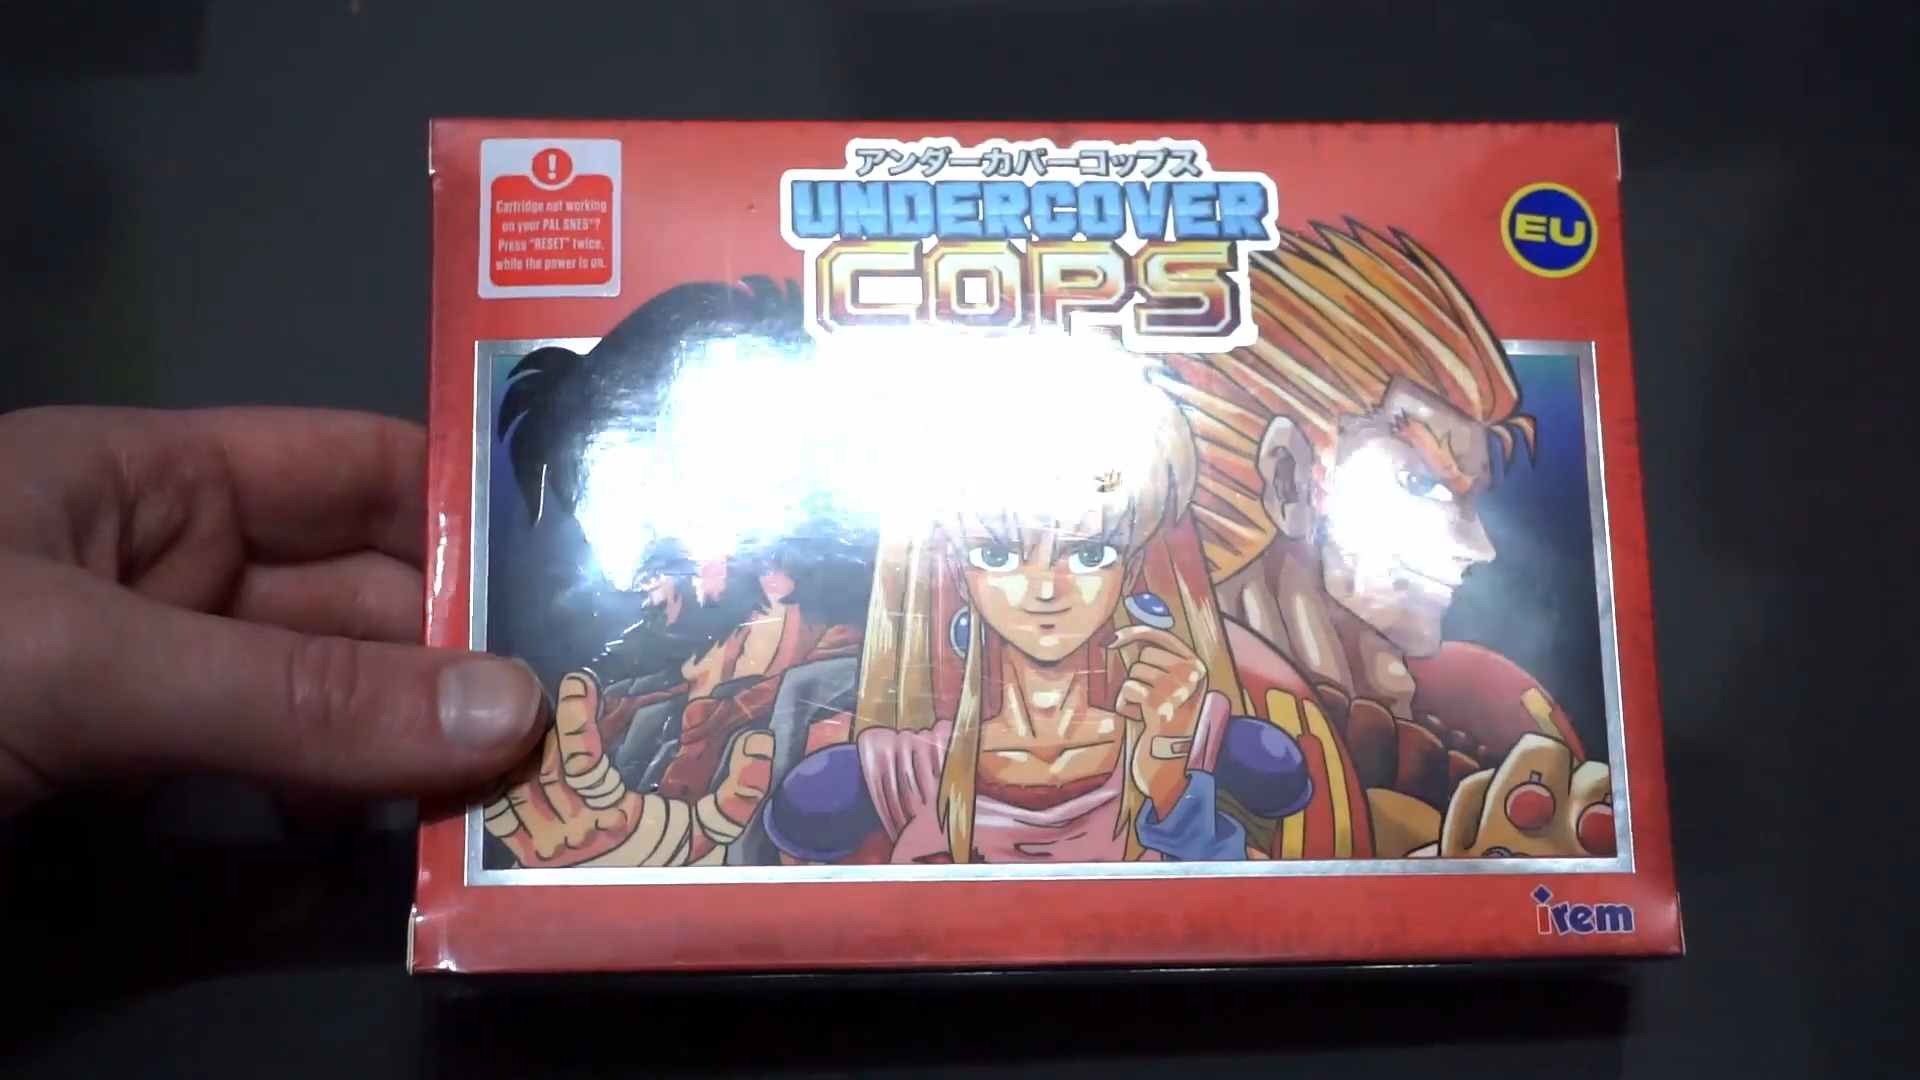 !
Cartridge not working
on your PAL SNES*?
Press "RESET" twice,
while the power is on.
アンダーカバーコップス
UNDERCOVER
COPS
EU
irem